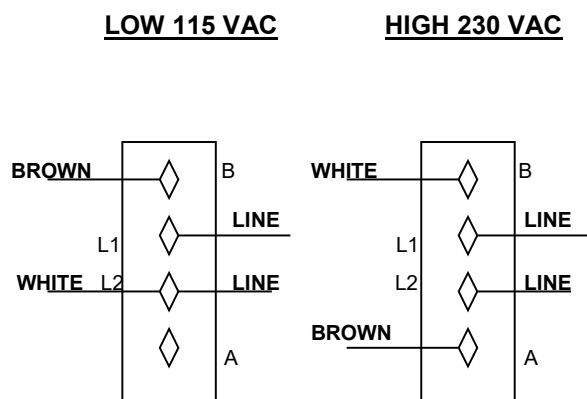 LOW 115 VAC
BROWN
B
LINE
L1
WHITE
L2
LINE
A
HIGH 230 VAC
WHITE
B
LINE
L1
L2
LINE
BROWN
A